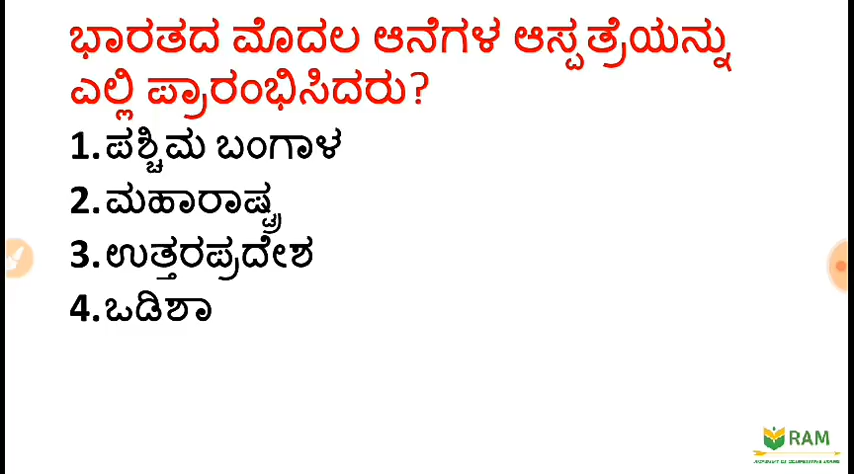 ಭಾರತದ ಮೊದಲ ಆನೆಗಳ ಆಸ್ಪತ್ರೆಯನ್ನು
ಎಲ್ಲಿ ಪ್ರಾರಂಭಿಸಿದರು?
1.ಪಶ್ಚಿಮ ಬಂಗಾಳ
2.ಮಹಾರಾಷ್ಟ್ರ
3.ಉತ್ತರಪ್ರದೇಶ
4.ಒಡಿಶಾ
RAM